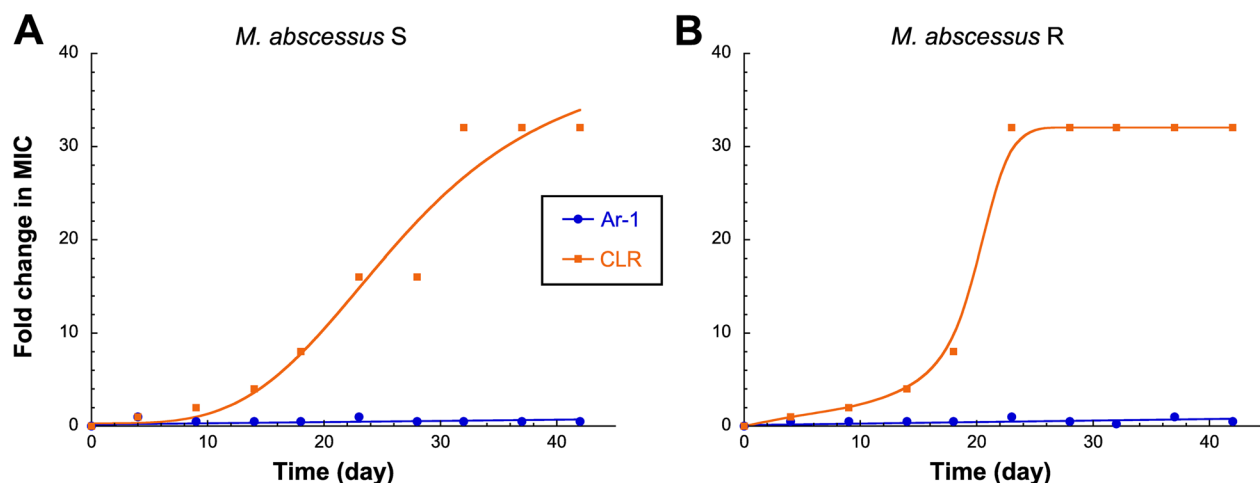 A
M. abscessus S
40
30
20
10
0
Fold change in MIC
0 10 20 30 40
Time (day)
Ar-1
CLR
B
M. abscessus R
40
30
20
10
0
0 10 20 30 40
Time (day)